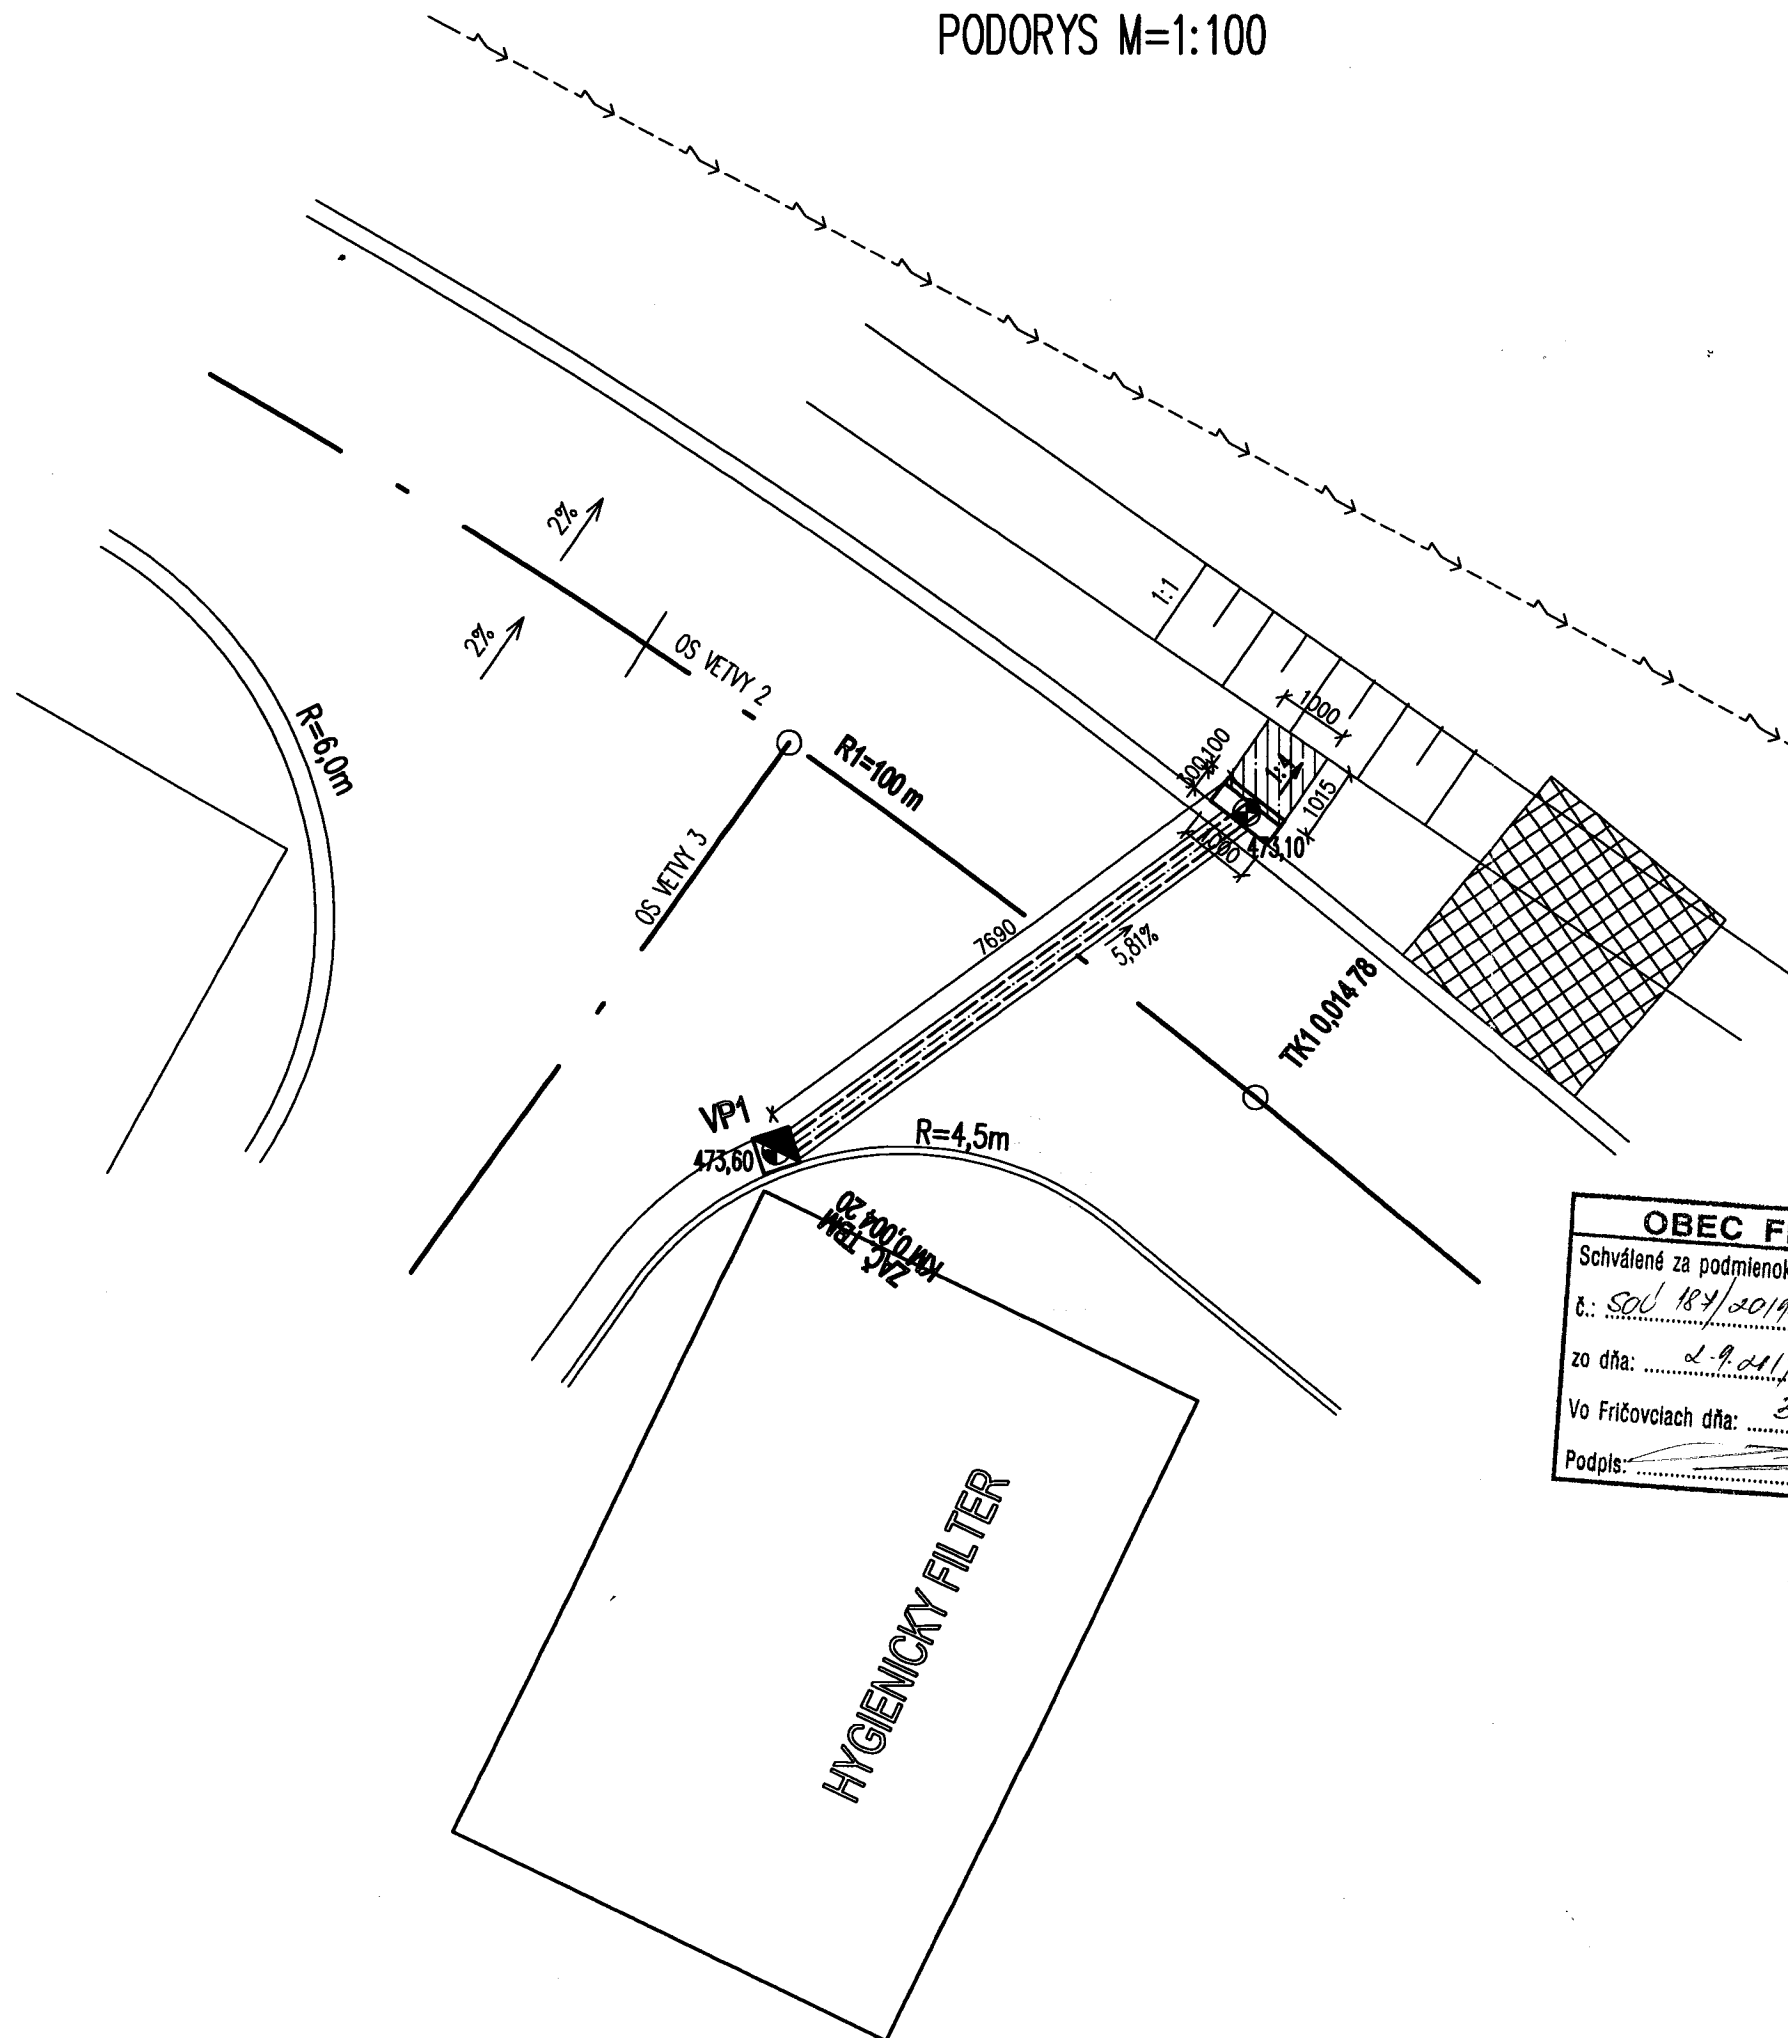 PODORYS M=1:100
2%
2%
OS VETVY 2
R=6,0m
R1=100 m
OS VETVY 3
1:1
1000
300
100
1:4
1015
1000
473,10
7690
5,81%
TK1 0,014 78
VP1
473,60
R=4,5m
ZAČ. TBM
KM 0,004 20
HYGIENICKY FILTER
OBEC F
Schválené za podmienok
č.: SOÚ 187/2019
zo dňa:
Vo Fričovciach dňa: 3
Podpis: